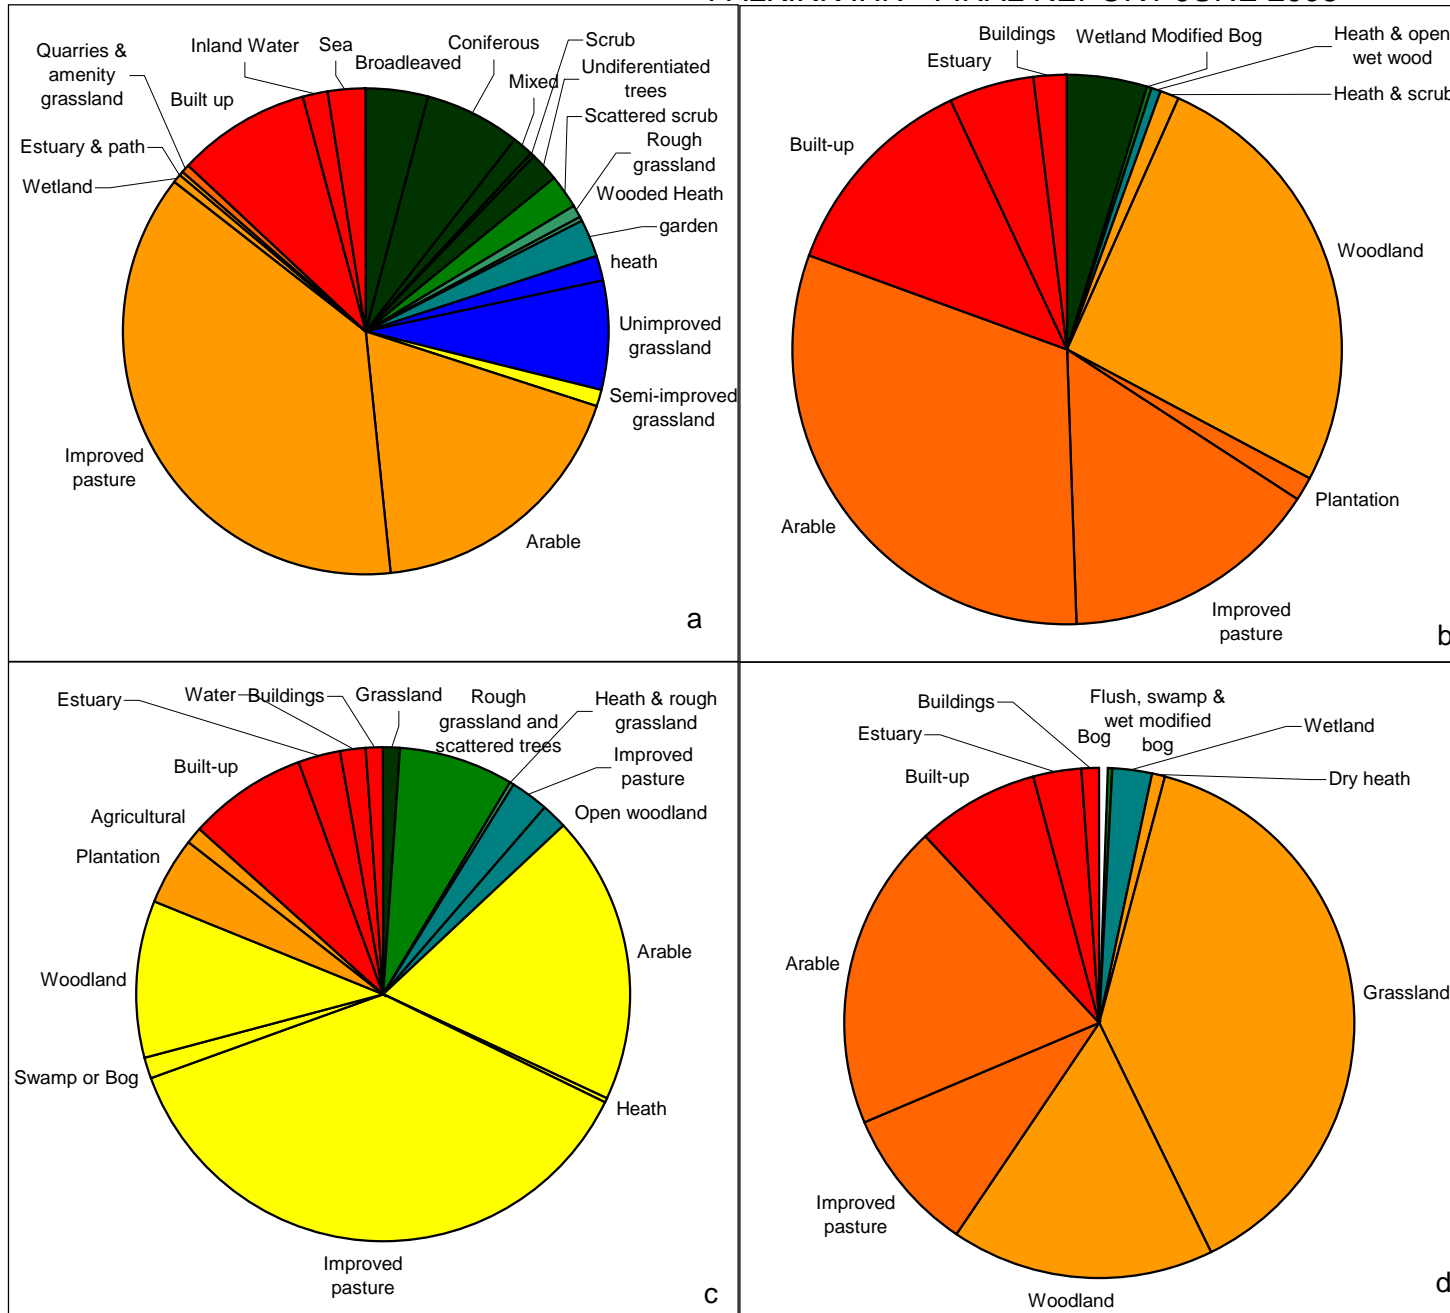 Quarries &
amenity
grassland
Inland Water
Sea
Broadleaved
Coniferous
Scrub
Undiferentiated
trees
Mixed
Built up
Scattered scrub
Rough
grassland
Estuary & path
Wetland
Wooded Heath
garden
heath
Unimproved
grassland
Semi-improved
grassland
Improved
pasture
Arable
a
Buildings
Wetland
Modified Bog
Heath & open
wet wood
Estuary
Heath & scrub
Built-up
Woodland
Plantation
Arable
Improved
pasture
b
Estuary
Water
Buildings
Grassland
Rough
grassland and
scattered trees
Heath & rough
grassland
Improved
pasture
Built-up
Open woodland
Agricultural
Plantation
Arable
Woodland
Swamp or Bog
Heath
Improved
pasture
c
Buildings
Bog
Flush, swamp &
wet modified
bog
Wetland
Estuary
Dry heath
Built-up
Arable
Grassland
Improved
pasture
Woodland
d